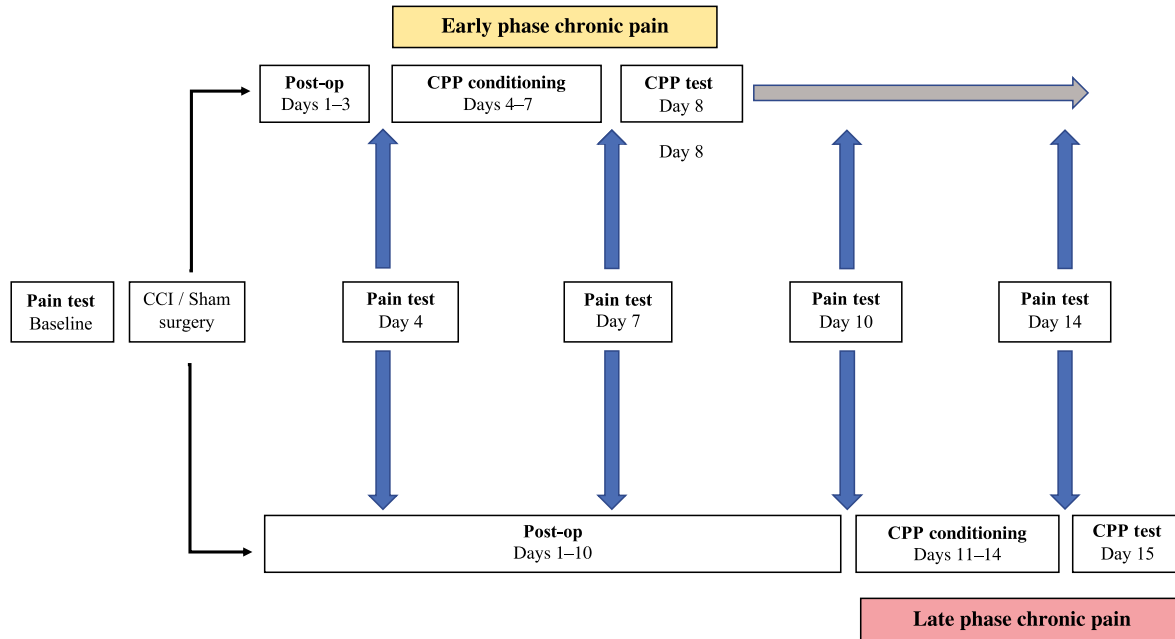 Early phase chronic pain
Post-op
Days 1–3
CPP conditioning
Days 4–7
CPP test
Day 8
Day 8
Pain test
Baseline
CCI / Sham
surgery
Pain test
Day 4
Pain test
Day 7
Pain test
Day 10
Pain test
Day 14
Post-op
Days 1–10
CPP conditioning
Days 11–14
CPP test
Day 15
Late phase chronic pain